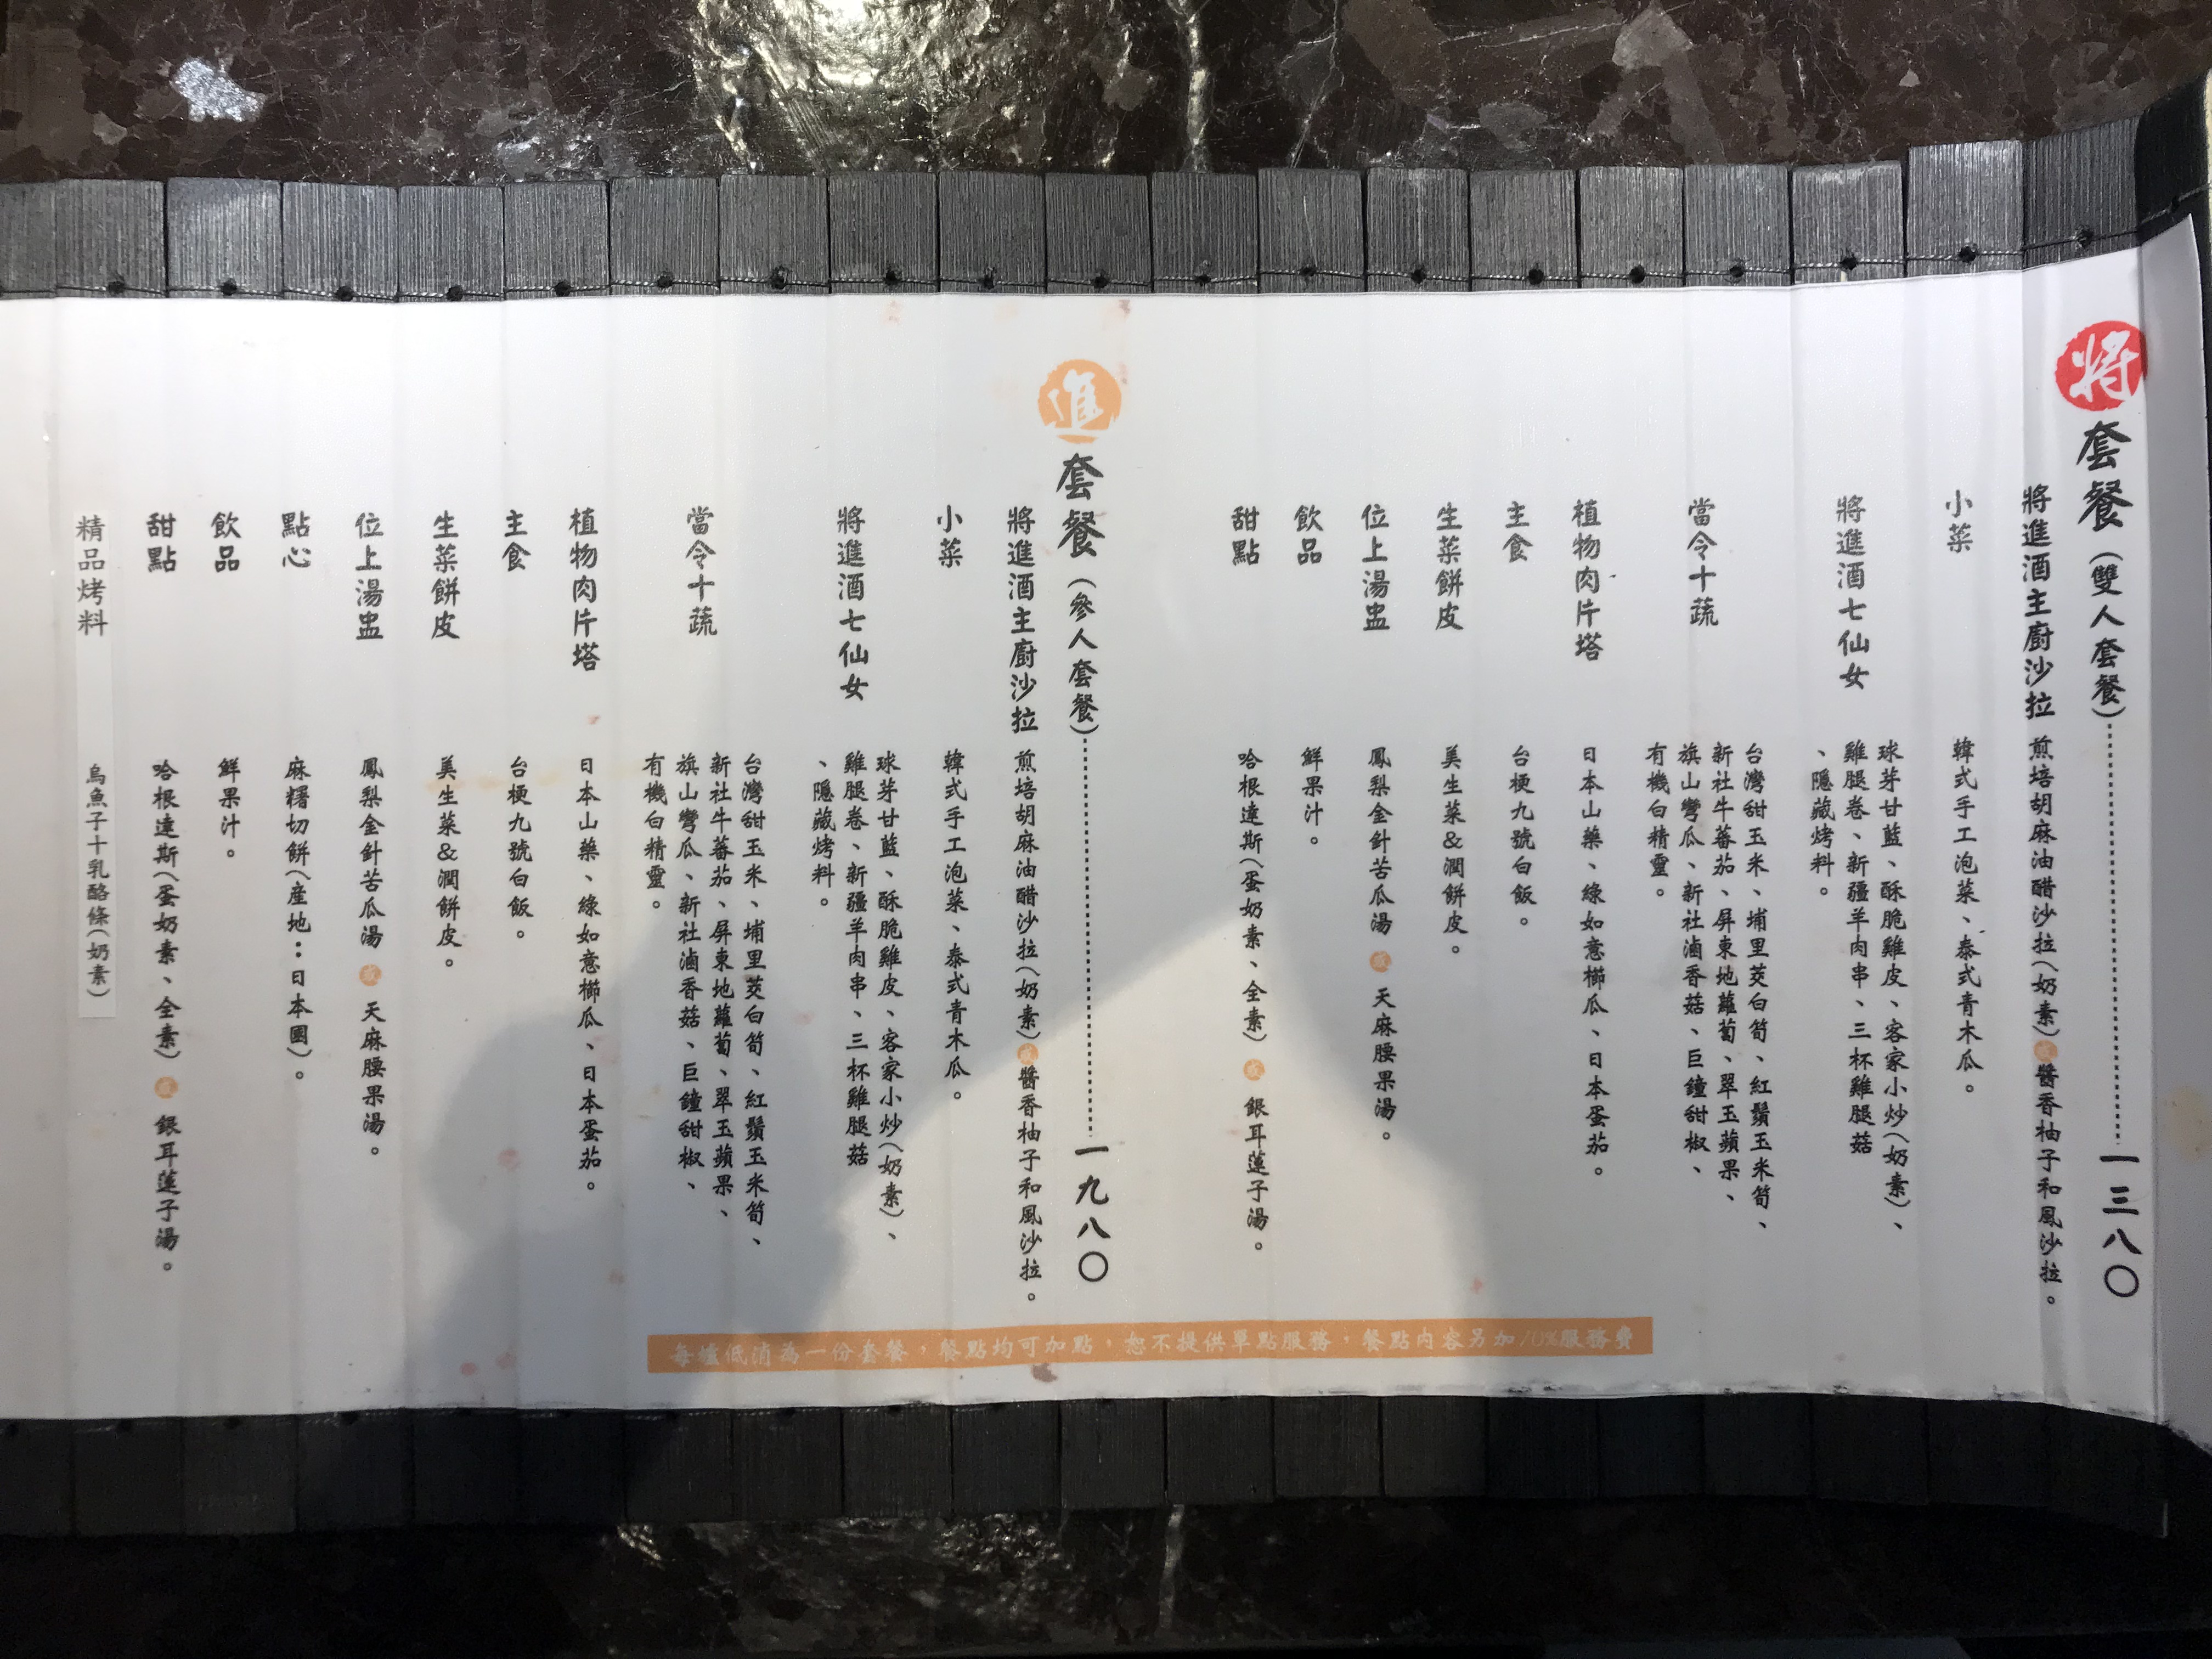 將套餐（雙人套餐）一三八〇
將進酒主廚沙拉 煎培胡麻油醋沙拉（奶素）或醬香柚子和風沙拉。
小菜 韓式手工泡菜、泰式青木瓜。
將進酒七仙女 球芽甘藍、酥脆雞皮、客家小炒（奶素）、
雞腿卷、新疆羊肉串、三杯雞腿菇
、隱藏烤料。
當令十蔬 台灣甜玉米、埔里茭白筍、紅鬚玉米筍、
新社牛蕃茄、屏東地蘿蔔、翠玉蘋果、
旗山彎瓜、新社滷香菇、巨鐘甜椒、
有機白精靈。
植物肉片塔 日本山藥、綠如意櫛瓜、日本蛋茄。
主食 台梗九號白飯。
生菜餅皮 美生菜&潤餅皮。
位上湯盅 鳳梨金針苦瓜湯 或 天麻腰果湯。
飲品 鮮果汁。
甜點 哈根達斯（蛋奶素、全素） 或 銀耳蓮子湯。
進套餐（參人套餐）一九八〇
將進酒主廚沙拉 煎培胡麻油醋沙拉（奶素）或醬香柚子和風沙拉。
小菜 韓式手工泡菜、泰式青木瓜。
將進酒七仙女 球芽甘藍、酥脆雞皮、客家小炒（奶素）、
雞腿卷、新疆羊肉串、三杯雞腿菇
、隱藏烤料。
當令十蔬 台灣甜玉米、埔里茭白筍、紅鬚玉米筍、
新社牛蕃茄、屏東地蘿蔔、翠玉蘋果、
旗山彎瓜、新社滷香菇、巨鐘甜椒、
有機白精靈。
植物肉片塔 日本山藥、綠如意櫛瓜、日本蛋茄。
主食 台梗九號白飯。
生菜餅皮 美生菜&潤餅皮。
位上湯盅 鳳梨金針苦瓜湯 或 天麻腰果湯。
點心 麻糬切餅（産地：日本國）。
飲品 鮮果汁。
甜點 哈根達斯（蛋奶素、全素） 或 銀耳蓮子湯。
精品烤料 烏魚子十乳酪條（奶素）
每爐低消為一份套餐，餐點均可加點，恕不提供單點服務，餐點內容另加10%服務費